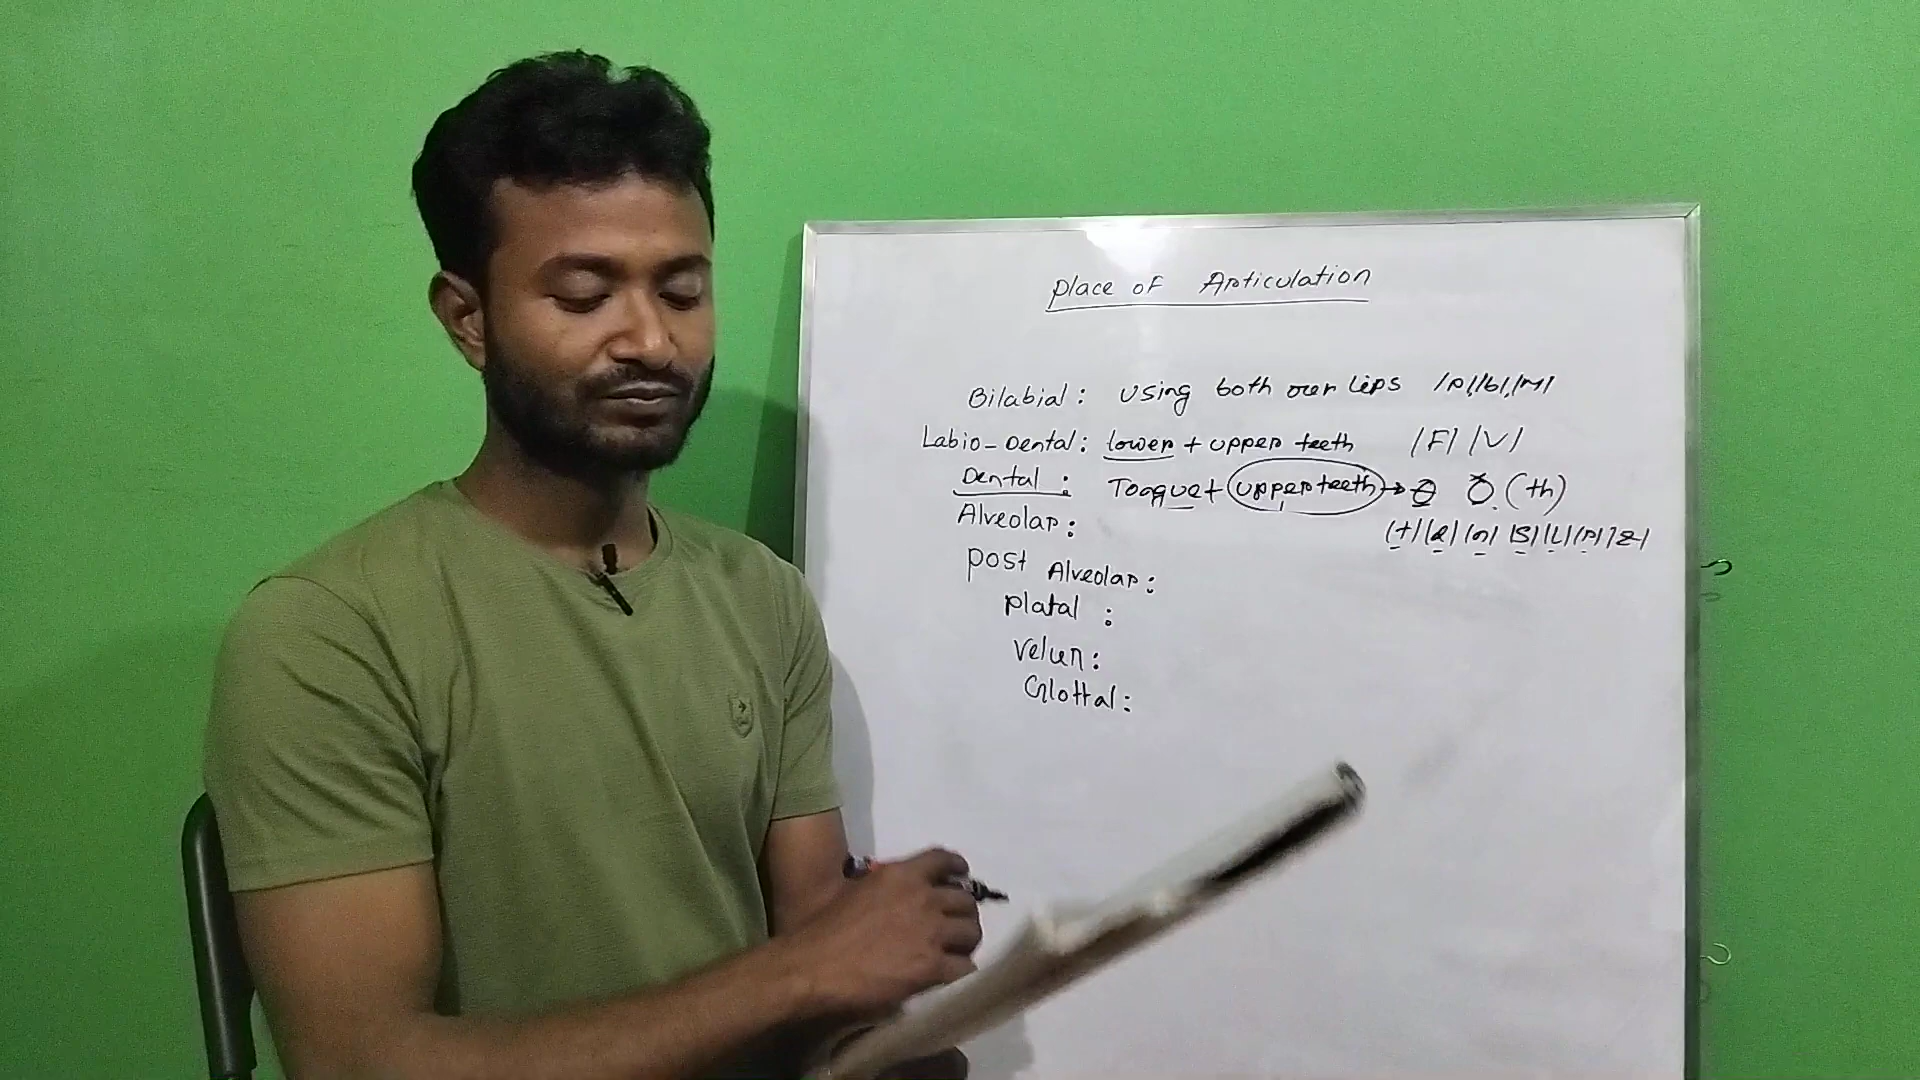 Place of Articulation
Bilabial: Using both our Lips /P/,/b/,/M/
Labio-Dental: lower + upper teeth /F/ /V/
Dental: Tongue + upper teeth → θ ð (th)
Alveolar: /t/ /d/ /n/ /S/ /L/ /r/ /Z/
post Alveolar:
platal :
velur:
Glottal: